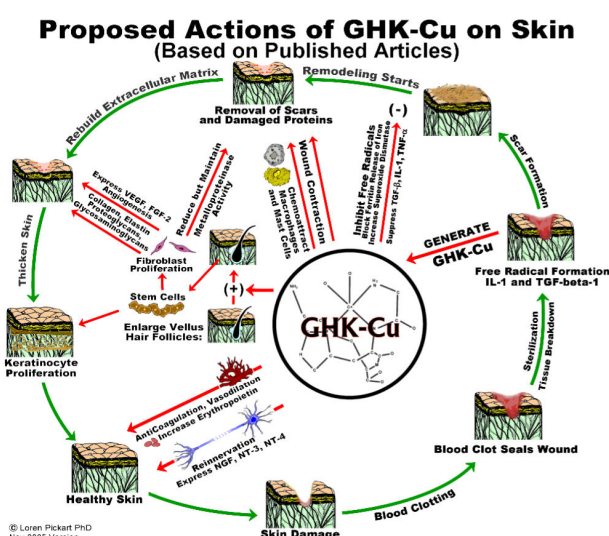 Proposed Actions of GHK-Cu on Skin
(Based on Published Articles)
Remodeling Starts
Rebuild Extracellular Matrix
Removal of Scars
and Damaged Proteins
(-)
Scar Formation
Inhibit Free Radicals
Block Ferritin Release of Iron
Increase Superoxide Dismutase
Suppress TGF-β, IL-1, TNF-α
Wound Contraction
Chemoattract
Macrophages
and Mast Cells
Reduce but Maintain
Metalloproteinase
Activity
Express VEGF, FGF-2
Angiogenesis
Collagen, Elastin
Proteoglycans,
Glycosaminoglycans
Thicken Skin
Fibroblast
Proliferation
GENERATE
GHK-Cu
Free Radical Formation
IL-1 and TGF-beta-1
Stem Cells
(+)
Enlarge Vellus
Hair Follicles:
GHK-Cu
Keratinocyte
Proliferation
Sterilization
Tissue Breakdown
AntiCoagulation, Vasodilation
Increase Erythropoietin
Reinnervation
Express NGF, NT-3, NT-4
Blood Clot Seals Wound
Healthy Skin
Blood Clotting
Skin Damage
© Loren Pickart PhD
Nov 2005 Version